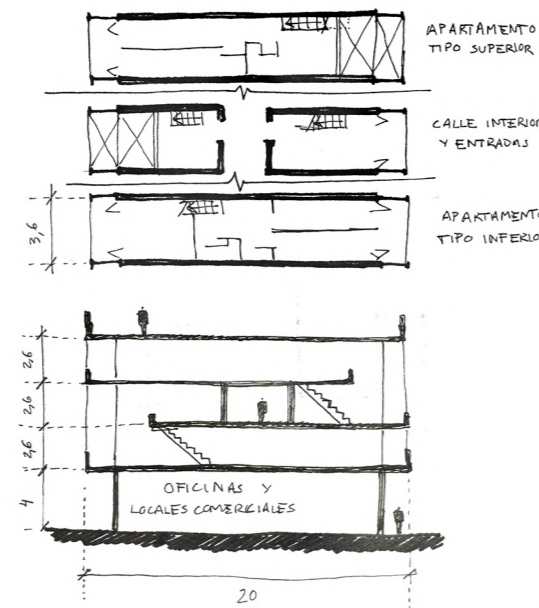 APARTAMENTO
TIPO SUPERIOR
CALLE INTERIOR
Y ENTRADAS
3,6
APARTAMENTO
TIPO INFERIOR
2,6
2,6
2,6
4
OFICINAS Y
LOCALES COMERCIALES
20